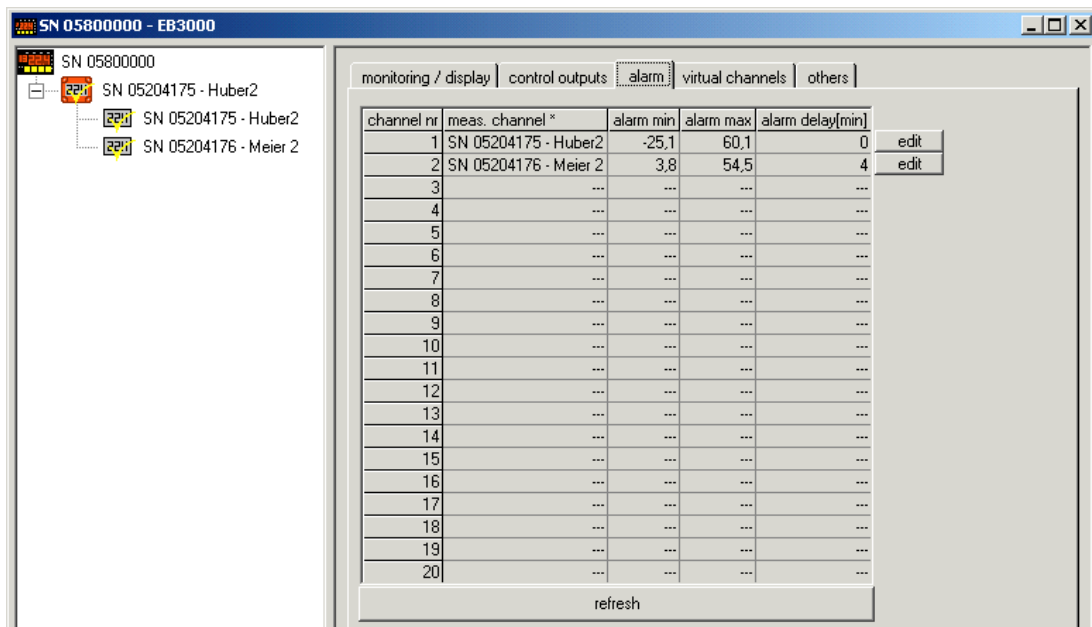 SN 05800000 - EB3000
SN 05800000
SN 05204175 - Huber2
SN 05204175 - Huber2
SN 05204176 - Meier 2
monitoring / display control outputs alarm virtual channels others
channel nr meas. channel * alarm min alarm max alarm delay[min]
1 SN 05204175 - Huber2 -25,1 60,1 0 edit
2 SN 05204176 - Meier 2 3,8 54,5 4 edit
3 --- --- --- ---
4 --- --- --- ---
5 --- --- --- ---
6 --- --- --- ---
7 --- --- --- ---
8 --- --- --- ---
9 --- --- --- ---
10 --- --- --- ---
11 --- --- --- ---
12 --- --- --- ---
13 --- --- --- ---
14 --- --- --- ---
15 --- --- --- ---
16 --- --- --- ---
17 --- --- --- ---
18 --- --- --- ---
19 --- --- --- ---
20 --- --- --- ---
refresh